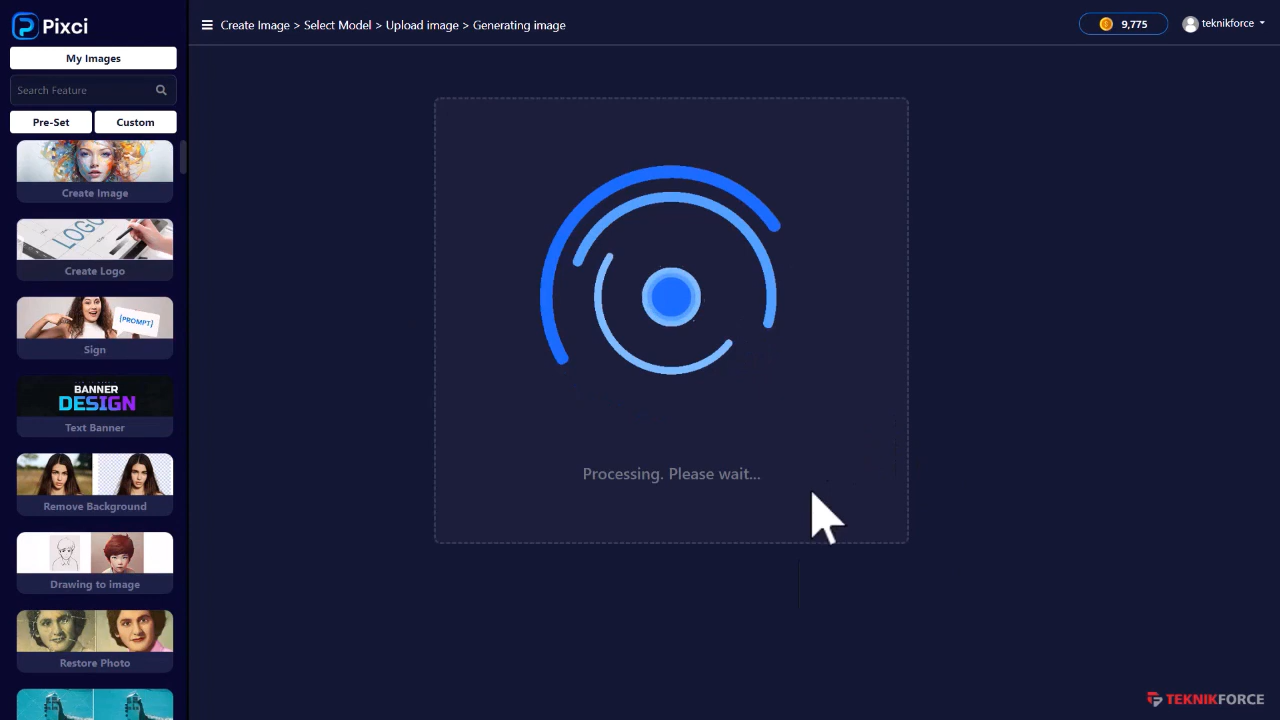 Pixci
My Images
Search Feature
Pre-Set
Custom
Create Image > Select Model > Upload image > Generating image
9,775
teknikforce
Create Image
LOGO
Create Logo
[PROMPT]
Sign
BANNER
DESIGN
Text Banner
Remove Background
Drawing to image
Restore Photo
Processing. Please wait...
TEKNIKFORCE